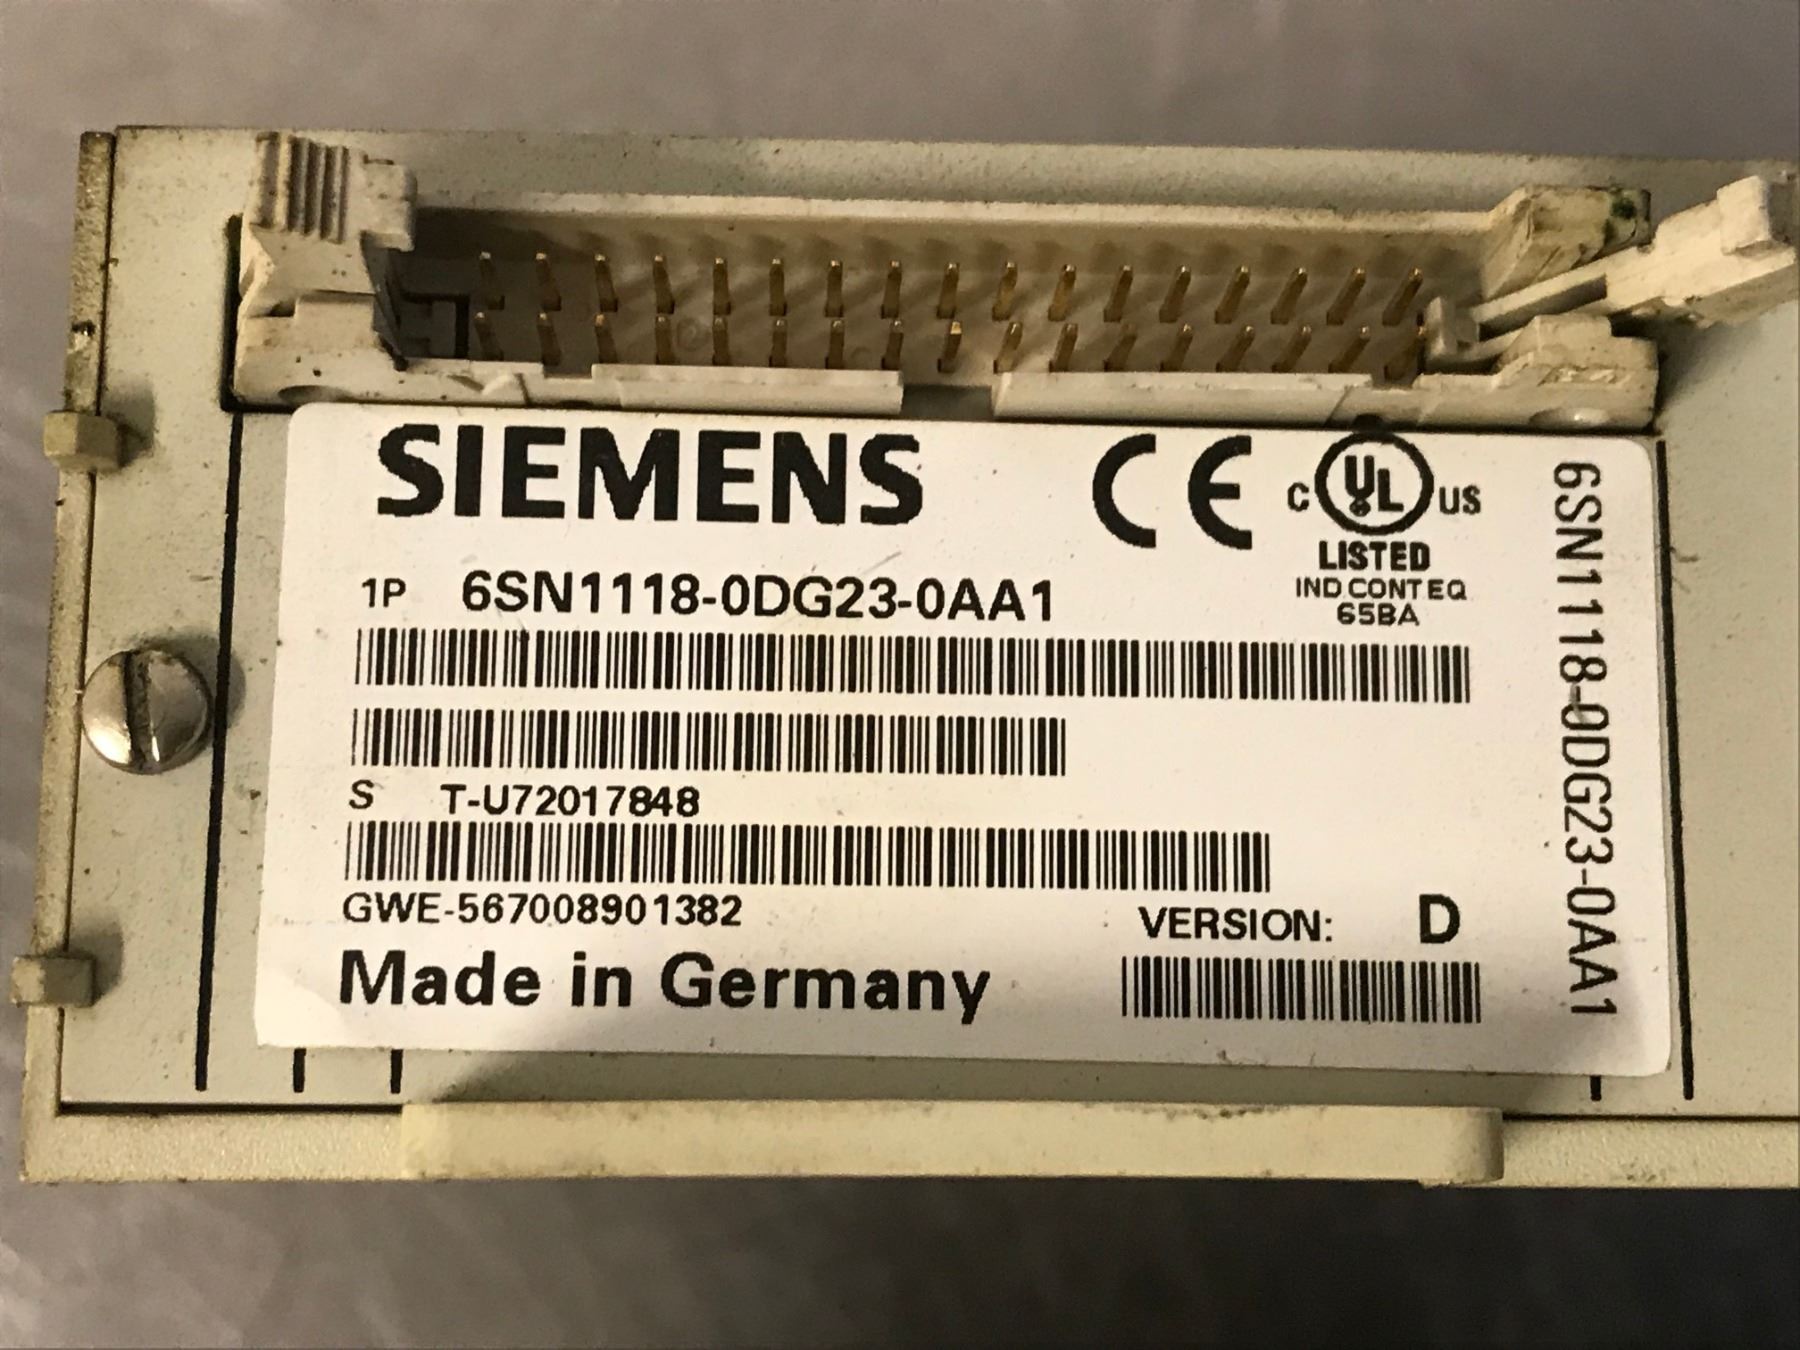 SIEMENS
CE
C UL US
LISTED
IND.CONT.EQ
65BA
1P 6SN1118-0DG23-0AA1
S T-U72017848
GWE-567008901382
VERSION: D
Made in Germany
6SN1118-0DG23-0AA1